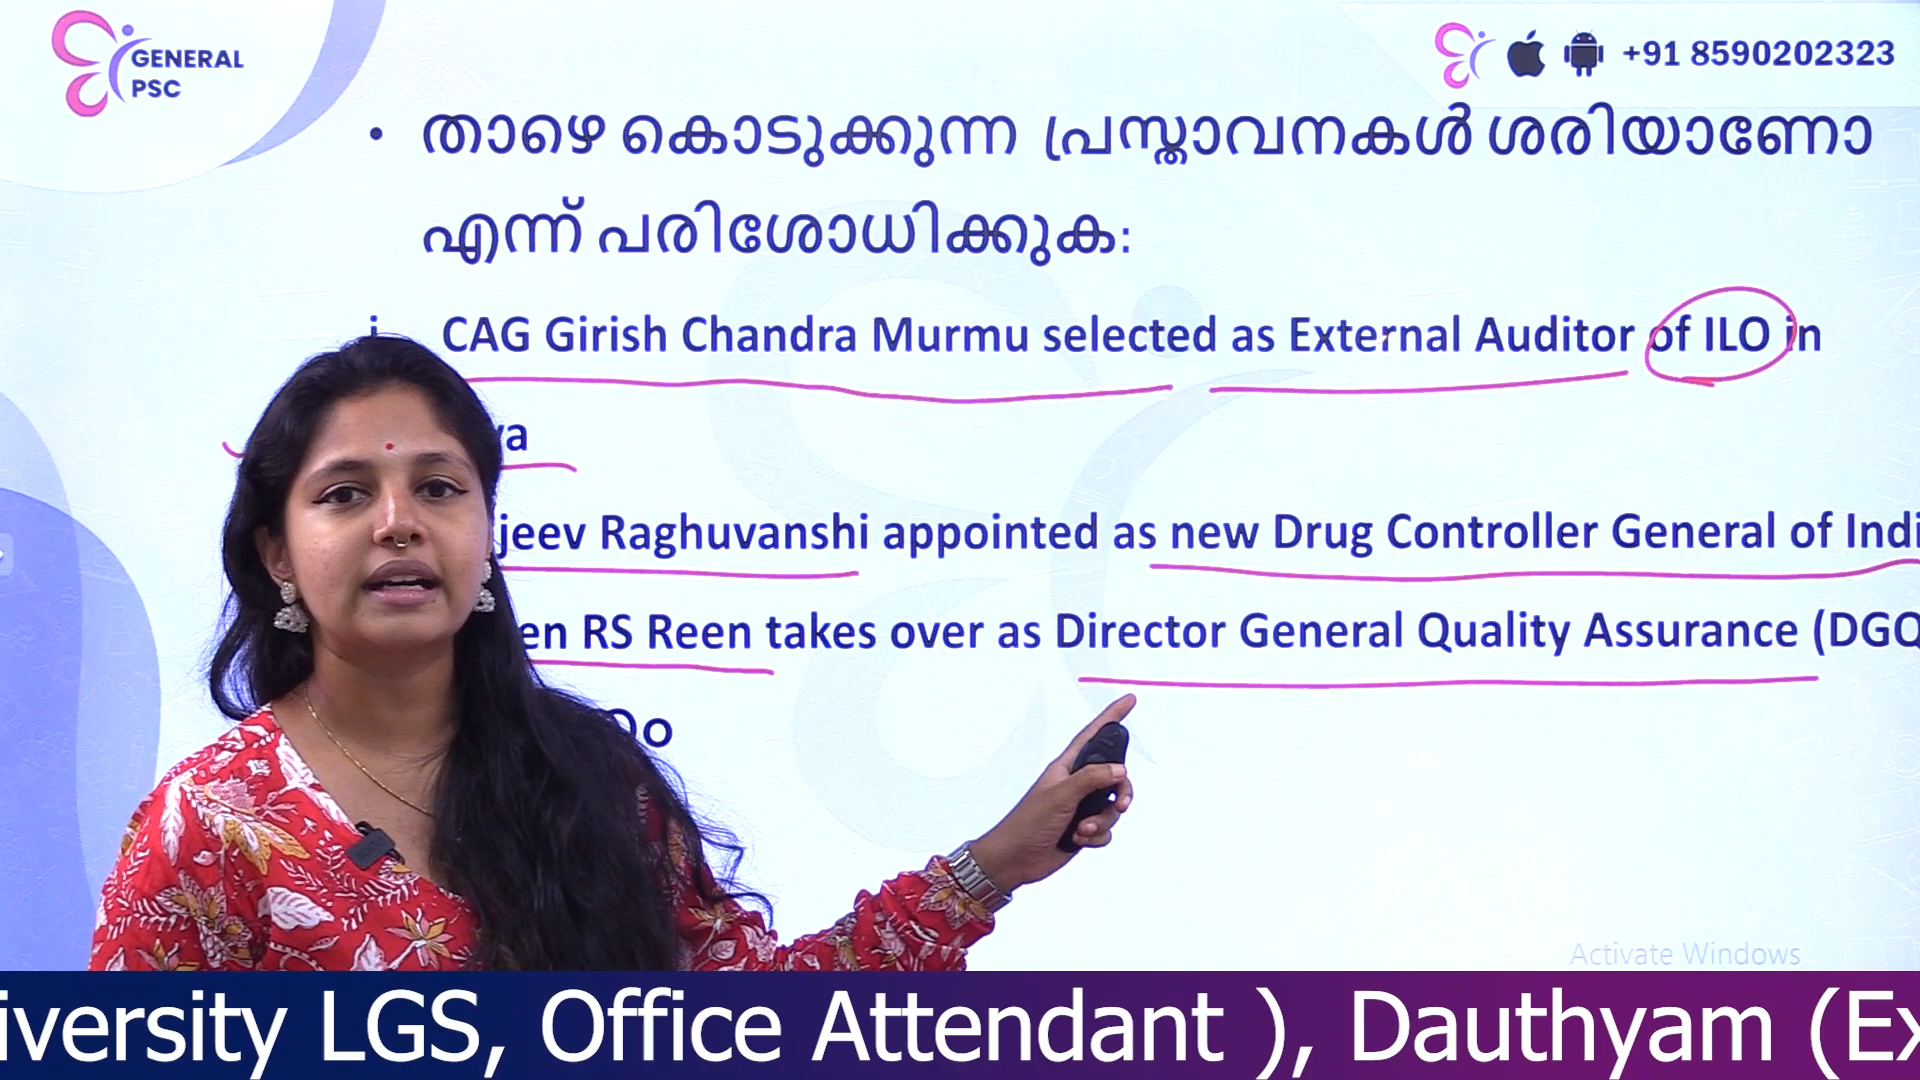 GENERAL
PSC
+91 8590202323
• താഴെ കൊടുക്കുന്ന പ്രസ്താവനകൾ ശരിയാണോ
എന്ന് പരിശോധിക്കുക:
CAG Girish Chandra Murmu selected as External Auditor of ILO in
jeev Raghuvanshi appointed as new Drug Controller General of Indi
en RS Reen takes over as Director General Quality Assurance (DGQ
Activate Windows
iversity LGS, Office Attendant ), Dauthyam (Ex